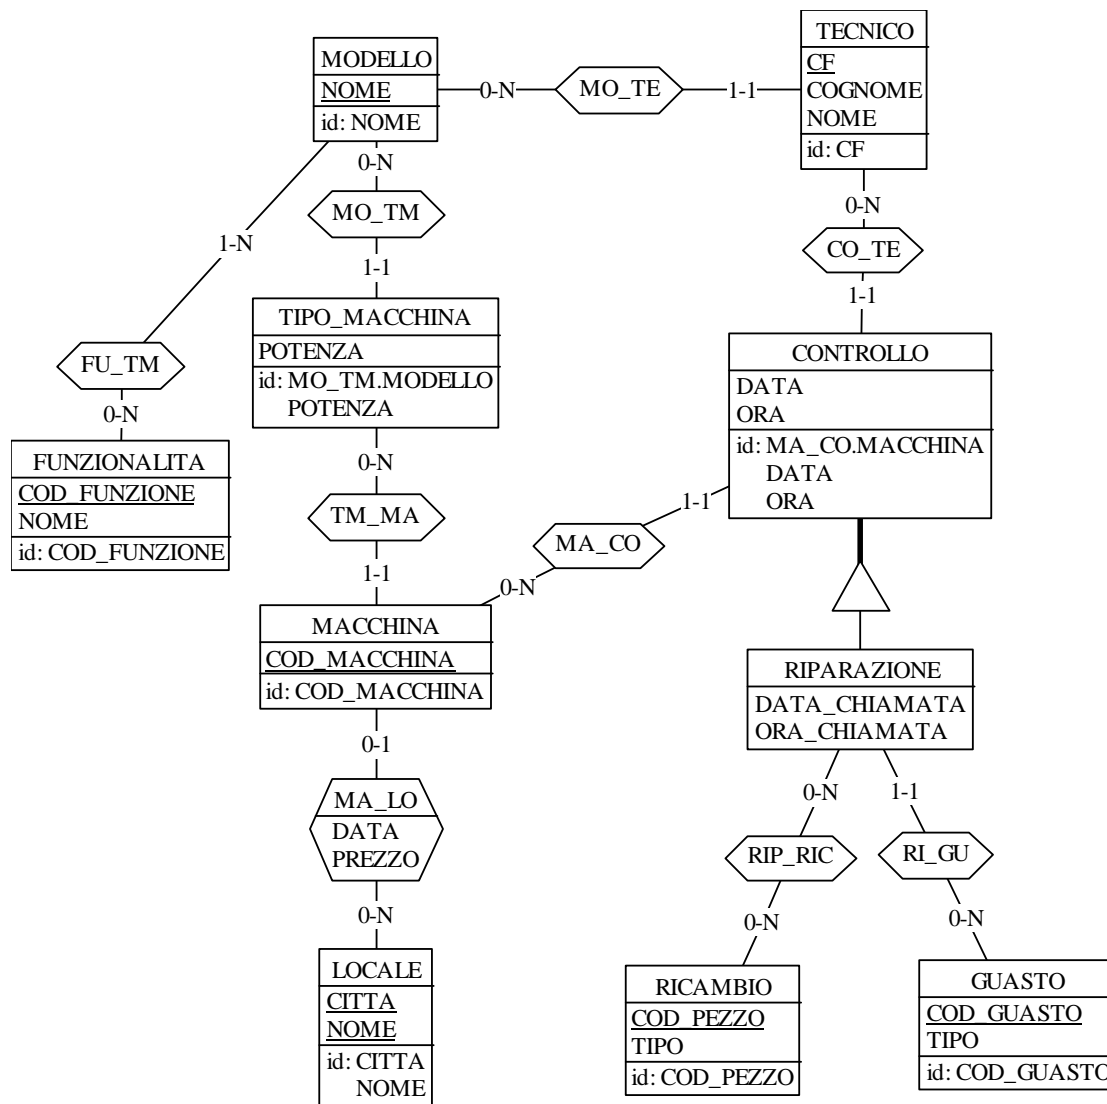 TECNICO
CF
COGNOME
NOME
id: CF
MODELLO
NOME
id: NOME
0-N
MO_TE
1-1
0-N
MO_TM
1-1
1-N
FU_TM
0-N
0-N
CO_TE
1-1
TIPO_MACCHINA
POTENZA
id: MO_TM.MODELLO
POTENZA
CONTROLLO
DATA
ORA
id: MA_CO.MACCHINA
DATA
ORA
FUNZIONALITA
COD_FUNZIONE
NOME
id: COD_FUNZIONE
0-N
TM_MA
1-1
1-1
MA_CO
0-N
MACCHINA
COD_MACCHINA
id: COD_MACCHINA
RIPARAZIONE
DATA_CHIAMATA
ORA_CHIAMATA
0-1
MA_LO
DATA
PREZZO
0-N
0-N
RIP_RIC
0-N
1-1
RI_GU
0-N
LOCALE
CITTA
NOME
id: CITTA
NOME
RICAMBIO
COD_PEZZO
TIPO
id: COD_PEZZO
GUASTO
COD_GUASTO
TIPO
id: COD_GUASTO